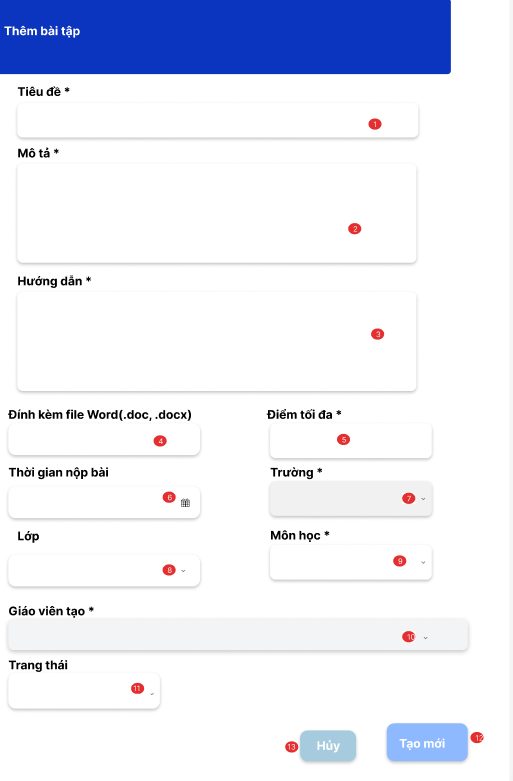 Thêm bài tập
Tiêu đề *
1
Mô tả *
2
Hướng dẫn *
3
Đính kèm file Word(.doc, .docx)
Điểm tối đa *
4
5
Thời gian nộp bài
Trường *
6
7
Lớp
Môn học *
8
9
Giáo viên tạo *
10
Trang thái
11
13
Hủy
Tạo mới
12